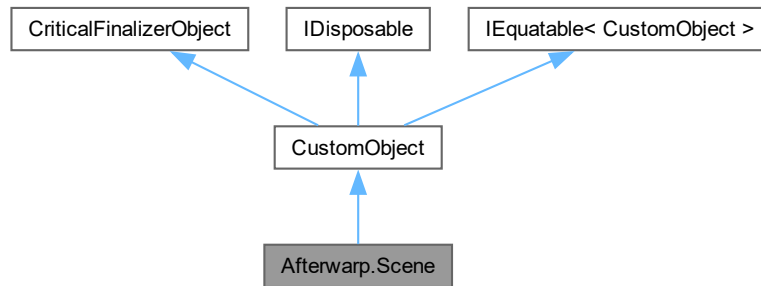 CriticalFinalizerObject
IDisposable
IEquatable< CustomObject >
CustomObject
Afterwarp.Scene